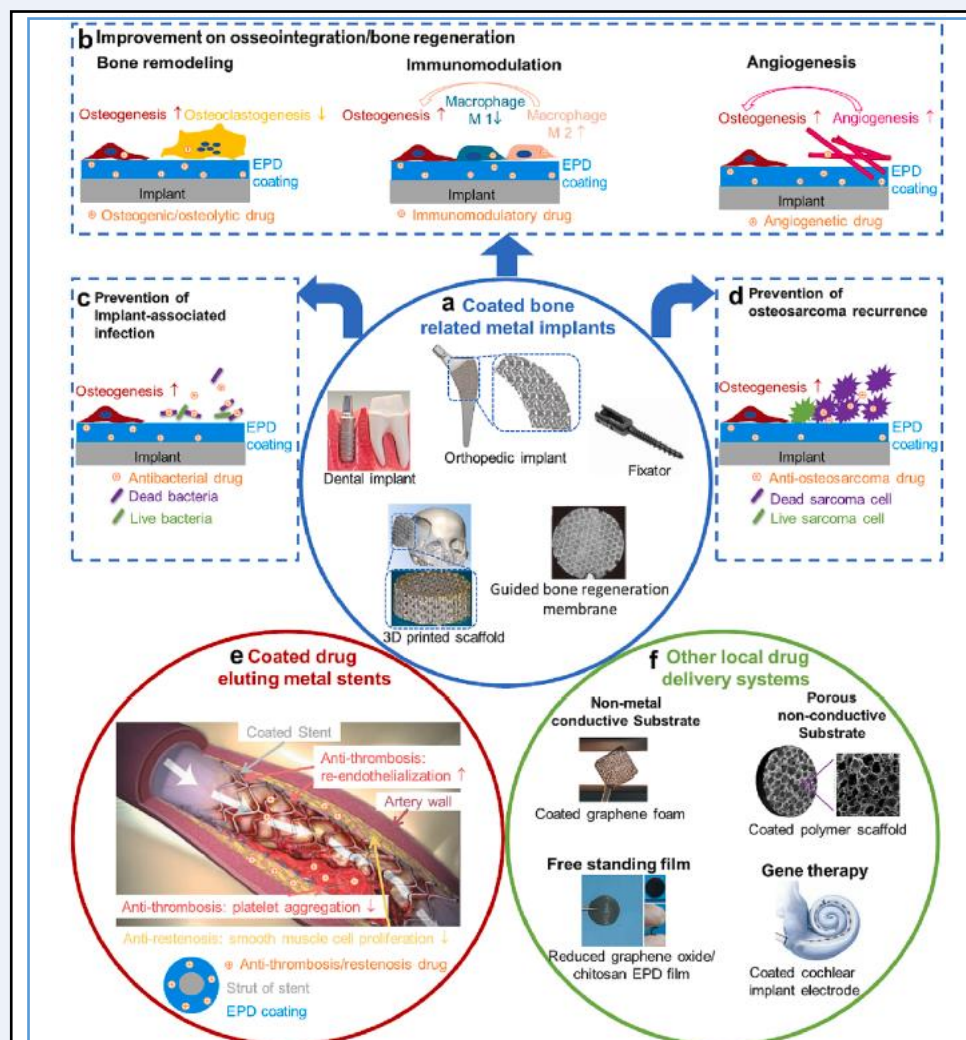 b Improvement on osseointegration/bone regeneration
Bone remodeling
Osteogenesis ↑ Osteoclastogenesis ↓
EPD
coating
Implant
Osteogenic/osteolytic drug
Immunomodulation
Osteogenesis ↑
Macrophage
M 1↓
Macrophage
M 2 ↑
EPD
coating
Implant
Immunomodulatory drug
Angiogenesis
Osteogenesis ↑ Angiogenesis ↑
EPD
coating
Implant
Angiogenetic drug
c Prevention of
Implant-associated
infection
Osteogenesis ↑
EPD
coating
Implant
Antibacterial drug
Dead bacteria
Live bacteria
a Coated bone
related metal implants
Dental implant
Orthopedic implant
Fixator
3D printed scaffold
Guided bone regeneration
membrane
d Prevention of
osteosarcoma recurrence
Osteogenesis ↑
EPD
coating
Implant
Anti-osteosarcoma drug
Dead sarcoma cell
Live sarcoma cell
e Coated drug
eluting metal stents
Coated Stent
Anti-thrombosis:
re-endothelialization ↑
Artery wall
Anti-thrombosis: platelet aggregation ↓
Anti-restenosis: smooth muscle cell proliferation ↓
Anti-thrombosis/restenosis drug
Strut of stent
EPD coating
f Other local drug
delivery systems
Non-metal
conductive Substrate
Coated graphene foam
Porous
non-conductive
Substrate
Coated polymer scaffold
Free standing film
Reduced graphene oxide/
chitosan EPD film
Gene therapy
Coated cochlear
implant electrode